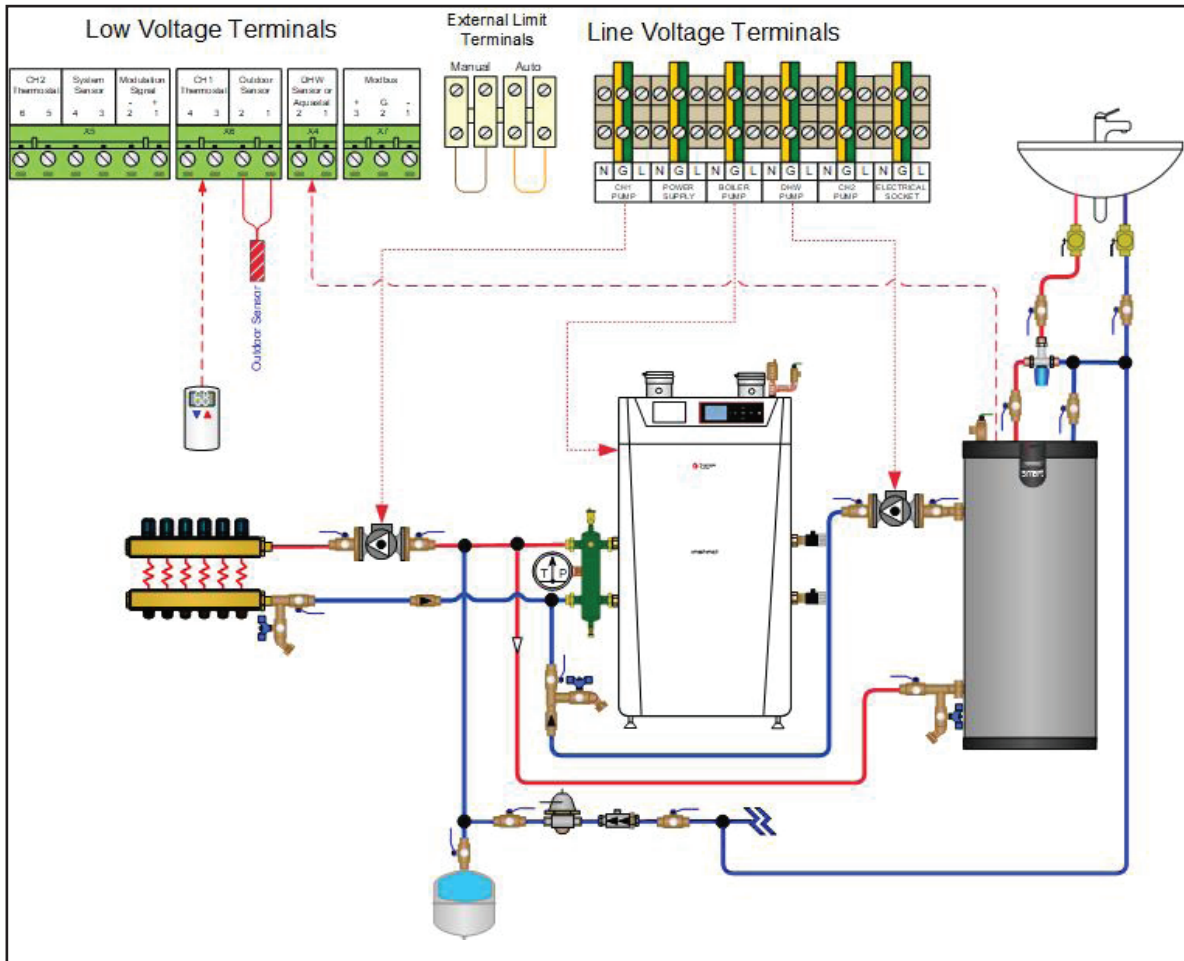 Low Voltage Terminals
External Limit
Terminals
Line Voltage Terminals
Manual Auto
CH2
Thermostat
System
Sensor
Modulation
Signal
- +
6 5 4 3 2 1
X5
CH1
Thermostat
Outdoor
Sensor
4 3 2 1
X6
DHW
Sensor or
Aquastat
2 1
X4
Modbus
+ G -
3 2 1
X7
N G L N G L N G L N G L N G L N G L
CH1
PUMP
POWER
SUPPLY
BOILER
PUMP
DHW
PUMP
CH2
PUMP
ELECTRICAL
SOCKET
Outdoor Sensor
T P
smart